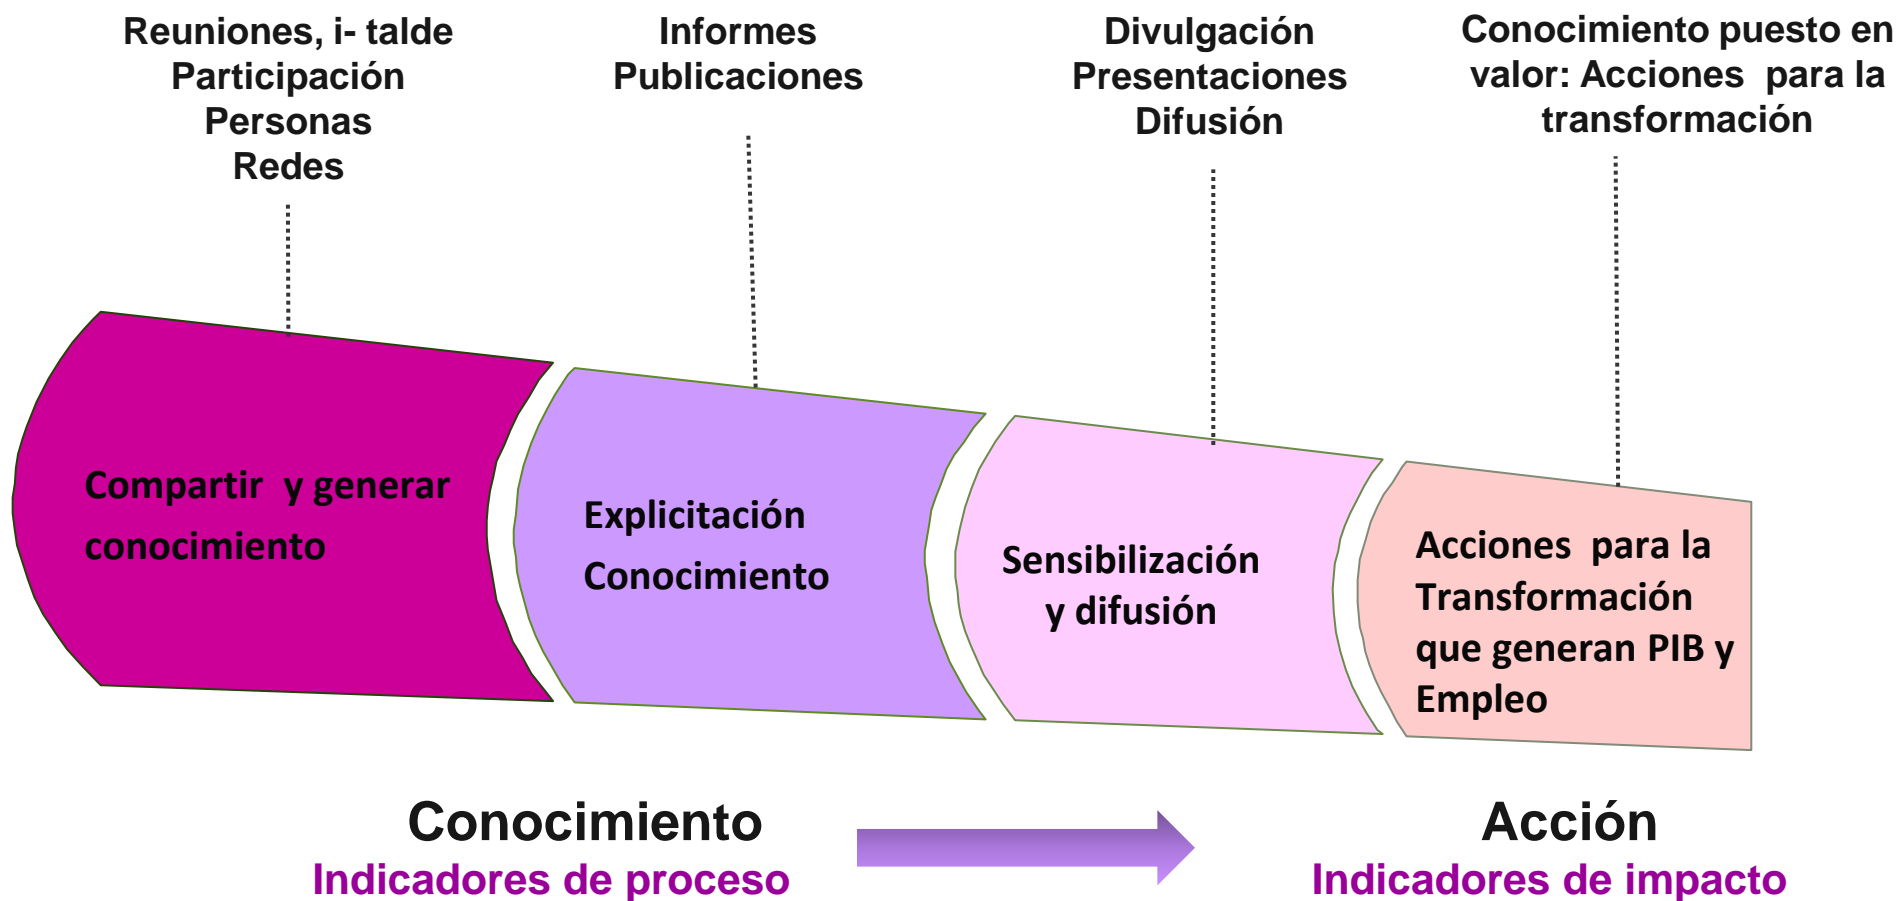 Reuniones, i- talde
Participación
Personas
Redes
Informes
Publicaciones
Divulgación
Presentaciones
Difusión
Conocimiento puesto en
valor: Acciones para la
transformación
Compartir y generar
conocimiento
Explicitación
Conocimiento
Sensibilización
y difusión
Acciones para la
Transformación
que generan PIB y
Empleo
Conocimiento
Indicadores de proceso
Acción
Indicadores de impacto